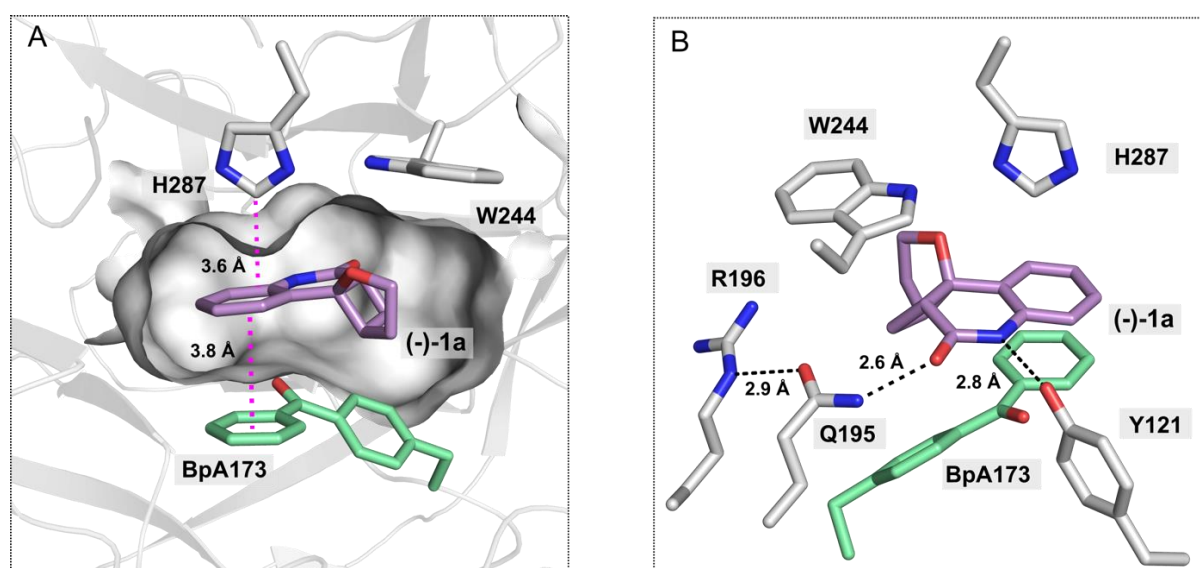 A
H287
W244
3.6 Å
(-)-1a
3.8 Å
BpA173
B
W244
H287
R196
(-)-1a
2.6 Å
2.9 Å
2.8 Å
Q195
Y121
BpA173